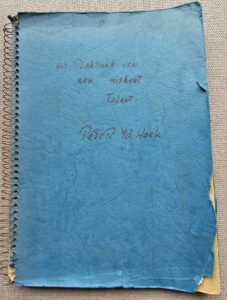 Het Plakboek van
een miskent
Talent
PETER vd Hoek